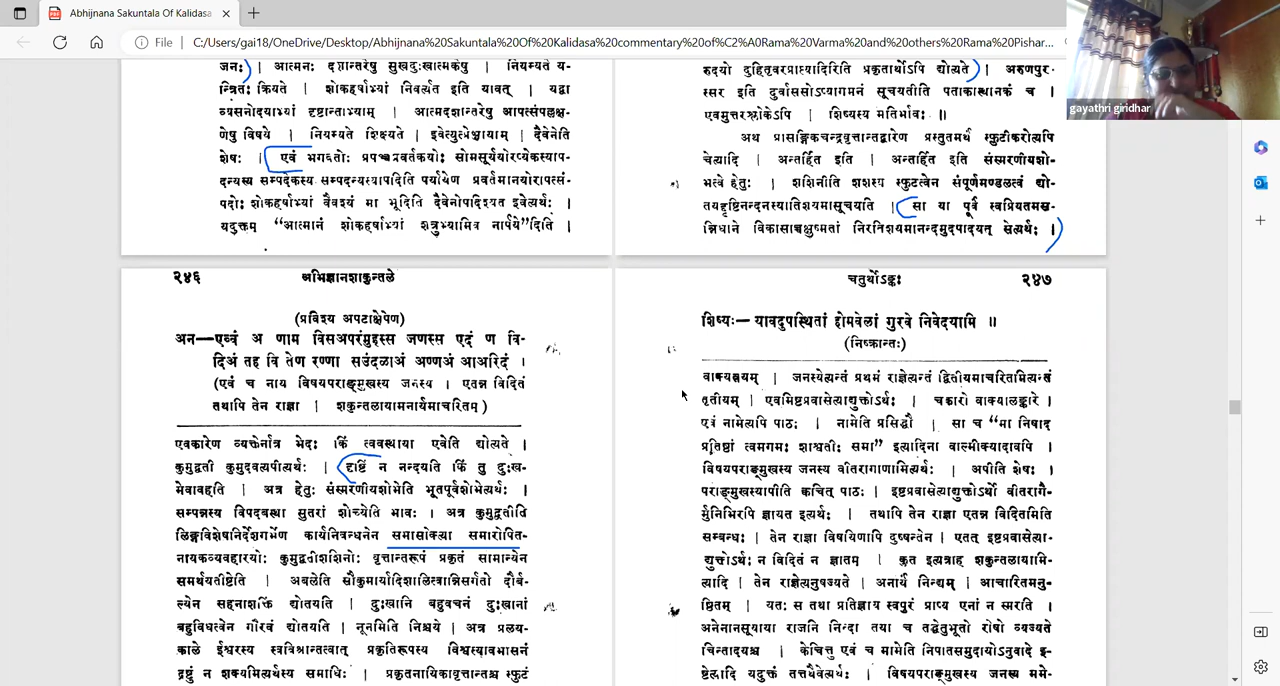 Abhijnana Sakuntala Of Kalidasa
File
C:/Users/gai18/OneDrive/Desktop/Abhijnana%20Sakuntala%20Of%20Kalidasa%20commentary%20of%C2%A0Rama%20Varma%20and%20others%20Rama%20Pishar...
gayathri giridhar
जनः) । आत्मनः दशान्तरेषु सुखदुःखात्मकेषु । नियम्यते य-
न्त्रितः क्रियते । शोकहर्षाभ्यां निवर्त्यत इति यावत् । यद्वा
व्यसनोदयाभ्यां दृष्टान्ताभ्याम् । आत्मदशान्तरेषु आपत्संपल्लक्ष-
णेषु विषये । नियम्यते शिक्ष्यते । इवेत्युत्प्रेक्षायाम् । दैवेनेति
शेषः । एवं भगवतोः प्रपञ्चप्रवर्तकयोः सोमसूर्ययोरप्येकस्याप-
दन्यस्य सम्पदेकस्य सम्पदन्यस्यापदिति पर्यायेण प्रवर्तमानयोरापत्सं-
पदोः शोकहर्षाभ्यां वैवश्यं मा भूदिति दैवेनोपदिश्यत इवेत्यर्थः ।
यदुक्तम् “आत्मानं शोकहर्षाभ्यां शत्रुभ्यामिव नार्पये”दिति ।
रुदयो दुहितृवरप्राप्त्यादिरिति प्रकृतार्थोऽपि द्योत्यते) । अरुणपुर-
स्सर इति दुर्वाससोऽप्यागमनं सूचयतीति पताकास्थानकं च ।
एवमुत्तरश्लोकेऽपि । शिष्यस्य मतिर्भावः ॥
अथ प्रासङ्गिकचन्द्रवृत्तान्तद्वारेण प्रस्तुतमर्थं स्फुटीकरोत्यपि
चेत्यादि । अन्तर्हित इति । अन्तर्हित इति संस्मरणीयशो-
भत्वे हेतुः । शशिनीति शशस्य स्फुटत्वेन संपूर्णमण्डलत्वं द्यो-
तयदृष्टिनन्दनस्यातिशयमासूचयति । सा या पूर्वं स्वप्रियतमस-
न्निधाने विकासाच्चक्षुष्मतां निरतिशयमानन्दमुदपादयत् सेत्यर्थः ।
२४६ अभिज्ञानशाकुन्तले
(प्रविश्य अपटाक्षेपेण)
अन—एव्वं अ णाम विसअपरंमुहस्स जणस्स एदं ण वि-
दिअं तह वि तेण रण्णा सउंदळाअं अण्णअं आअरिदं ।
(एवं च नाम विषयपराङ्मुखस्य जनस्य । एतन्न विदितं
तथापि तेन राज्ञा । शकुन्तलायामनार्यमाचरितम्)
एवकारेण व्यक्तेर्नात्र भेदः किं त्ववस्थाया एवेति द्योत्यते ।
कुमुद्वती कुमुदवत्यपीत्यर्थः । दृष्टिं न नन्दयति किं तु दुःख-
मेवावहति । अत्र हेतुः संस्मरणीयशोभेति भूतपूर्वशोभेत्यर्थः ।
सम्पन्नस्य विपदवस्था सुतरां शोच्येति भावः । अत्र कुमुद्वतीति
लिङ्गविशेषनिर्देशगर्भेण कार्यनिबन्धनेन समासोक्त्या समारोपित-
नायकव्यवहारयोः कुमुद्वतीशशिनोः वृत्तान्तरूपं प्रकृतं सामान्येन
समर्थयतीष्टेति । अबलेति सौकुमार्यादिशालित्वान्निसर्गतो दौर्ब-
ल्येन सहनाशक्तिं द्योतयति । दुःखानि बहुवचनं दुःखानां
बहुविधत्वेन गौरवं द्योतयति । नूनमिति निश्चये । अत्र प्रलय-
काले ईश्वरस्य स्वविश्रान्तत्वात् प्रकृतिरूपस्य विश्वस्यावभासनं
द्रष्टुं न शक्यमित्यर्थस्य समाधिः । प्रकृतनायिकावृत्तान्तश्च स्फुटं
चतुर्थोऽङ्कः २४७
शिष्यः—यावदुपस्थितां होमवेलां गुरवे निवेदयामि ॥
(निष्क्रान्तः)
वाक्यत्रयम् । जनस्येत्यन्तं प्रथमं राज्ञेत्यन्तं द्वितीयमाचरितमित्यन्तं
तृतीयम् । एवमिष्टप्रवासेत्याद्युक्तोऽर्थः । चकारो वाक्यालङ्कारे ।
एवं नामेत्यपि पाठः । नामेति प्रसिद्धौ । सा च “मा निषाद
प्रतिष्ठां त्वमगमः शाश्वतीः समा” इत्यादिना वाल्मीक्यादावपि
विषयपराङ्मुखस्य जनस्य वीतरागाणामित्यर्थः । अपीति शेषः ।
पराङ्मुखस्यापीति क्वचित् पाठः । इष्टप्रवासेत्याद्युक्तोऽर्थो वीतरागै-
र्मुनिभिरपि ज्ञायत इत्यर्थः । तथापि तेन राज्ञा एतन्न विदितमिति
सम्बन्धः । तेन राज्ञा विषयिणापि दुष्षन्तेन । एतत् इष्टप्रवासेत्या-
द्युक्तोऽर्थः न विदितं न ज्ञातम् । कुत इत्यत्राह शकुन्तलायामि-
त्यादि । तेन राज्ञेत्यनुषज्यते । अनार्यं निन्द्यम् । आचरितमनु-
ष्ठितम् । यतः स तथा प्रतिज्ञाय स्वपुरं प्राप्य एनां न स्मरति ।
अनेनानसूयाया राजनि निन्दा तया च तद्धेतुभूतो रोषो व्यज्यते
चिन्तादयश्च । केचित्तु एवं च मामेति निपातसमुदायोऽनुवादे इ-
ष्टेत्यादि यदुक्तं तत्तथैवेत्यर्थः । विषयपराङ्मुखस्य जनस्य ममे-